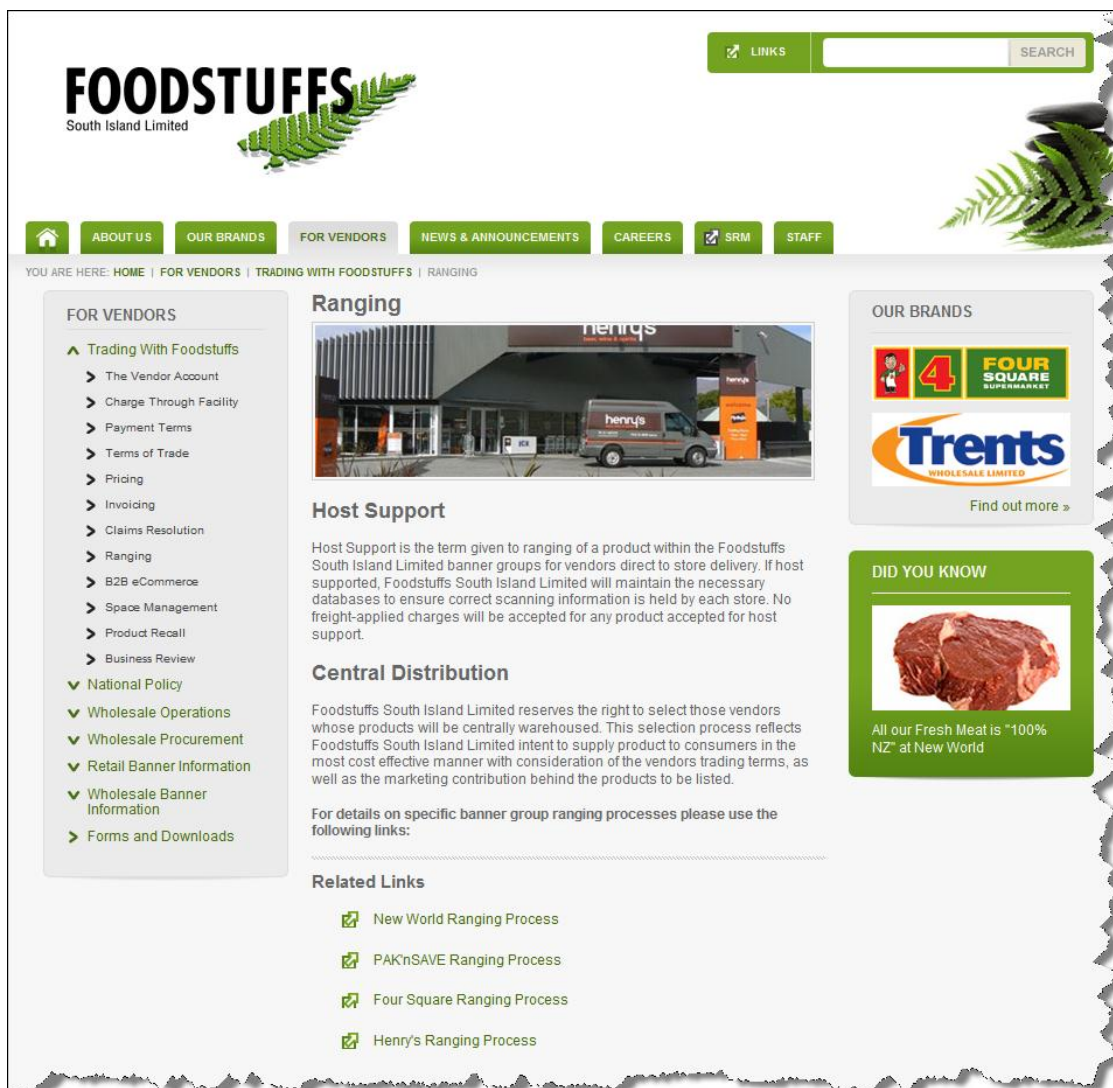 LINKS
SEARCH
FOODSTUFFS
South Island Limited
ABOUT US
OUR BRANDS
FOR VENDORS
NEWS & ANNOUNCEMENTS
CAREERS
SRM
STAFF
YOU ARE HERE: HOME | FOR VENDORS | TRADING WITH FOODSTUFFS | RANGING
FOR VENDORS
Trading With Foodstuffs
The Vendor Account
Charge Through Facility
Payment Terms
Terms of Trade
Pricing
Invoicing
Claims Resolution
Ranging
B2B eCommerce
Space Management
Product Recall
Business Review
National Policy
Wholesale Operations
Wholesale Procurement
Retail Banner Information
Wholesale Banner
Information
Forms and Downloads
Ranging
henry's
beer, wine & spirits
henry's
henry's
ICE
Host Support
Host Support is the term given to ranging of a product within the Foodstuffs
South Island Limited banner groups for vendors direct to store delivery. If host
supported, Foodstuffs South Island Limited will maintain the necessary
databases to ensure correct scanning information is held by each store. No
freight-applied charges will be accepted for any product accepted for host
support.
Central Distribution
Foodstuffs South Island Limited reserves the right to select those vendors
whose products will be centrally warehoused. This selection process reflects
Foodstuffs South Island Limited intent to supply product to consumers in the
most cost effective manner with consideration of the vendors trading terms, as
well as the marketing contribution behind the products to be listed.
For details on specific banner group ranging processes please use the
following links:
Related Links
New World Ranging Process
PAK'nSAVE Ranging Process
Four Square Ranging Process
Henry's Ranging Process
OUR BRANDS
4
FOUR
SQUARE
SUPERMARKET
Trents
WHOLESALE LIMITED
Find out more »
DID YOU KNOW
All our Fresh Meat is "100%
NZ" at New World